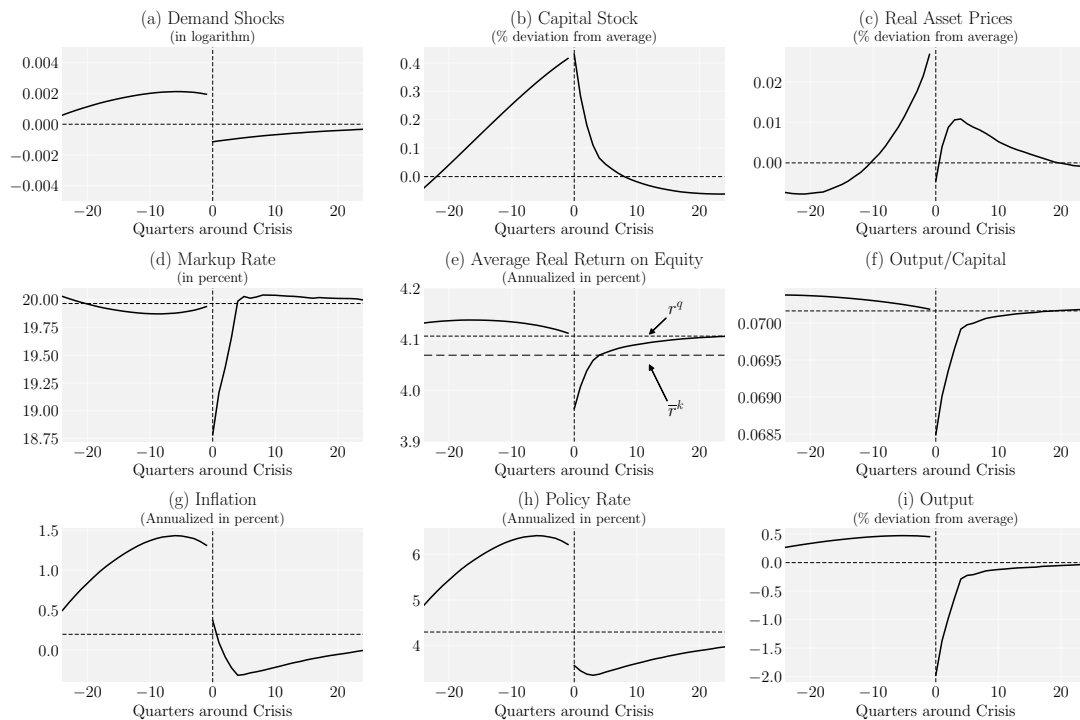 (a) Demand Shocks
(in logarithm)
0.004
0.002
0.000
−0.002
−0.004
−20 −10 0 10 20
Quarters around Crisis
(b) Capital Stock
(% deviation from average)
0.4
0.3
0.2
0.1
0.0
−20 −10 0 10 20
Quarters around Crisis
(c) Real Asset Prices
(% deviation from average)
0.02
0.01
0.00
−20 −10 0 10 20
Quarters around Crisis
(d) Markup Rate
(in percent)
20.00
19.75
19.50
19.25
19.00
18.75
−20 −10 0 10 20
Quarters around Crisis
(e) Average Real Return on Equity
(Annualized in percent)
4.2
4.1
4.0
3.9
r^q
r̅^k
−20 −10 0 10 20
Quarters around Crisis
(f) Output/Capital
0.0700
0.0695
0.0690
0.0685
−20 −10 0 10 20
Quarters around Crisis
(g) Inflation
(Annualized in percent)
1.5
1.0
0.5
0.0
−20 −10 0 10 20
Quarters around Crisis
(h) Policy Rate
(Annualized in percent)
6
5
4
−20 −10 0 10 20
Quarters around Crisis
(i) Output
(% deviation from average)
0.5
0.0
−0.5
−1.0
−1.5
−2.0
−20 −10 0 10 20
Quarters around Crisis